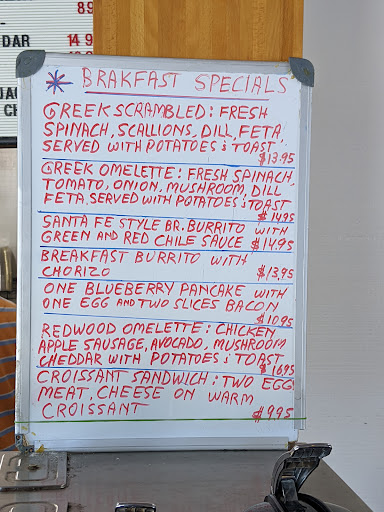 89
DAR 14 9
* BRAKFAST SPECIALS
GREEK SCRAMBLED: FRESH
SPINACH, SCALLIONS, DILL, FETA.
SERVED WITH POTATOES & TOAST
$13.95
GREEK OMELETTE: FRESH SPINACH,
TOMATO, ONION, MUSHROOM, DILL
FETA. SERVED WITH POTATOES & TOAST
$14.95
SANTA FE STYLE BR. BURRITO WITH
GREEN AND RED CHILE SAUCE $14.95
BREAKFAST BURRITO WITH
CHORIZO $13.95
ONE BLUEBERRY PANCAKE WITH
ONE EGG AND TWO SLICES BACON
$10.95
REDWOOD OMELETTE: CHICKEN
APPLE SAUSAGE, AVOCADO, MUSHROOM
CHEDDAR WITH POTATOES & TOAST
$16.95
CROISSANT SANDWICH: TWO EGG
MEAT, CHEESE ON WARM
CROISSANT $9.95